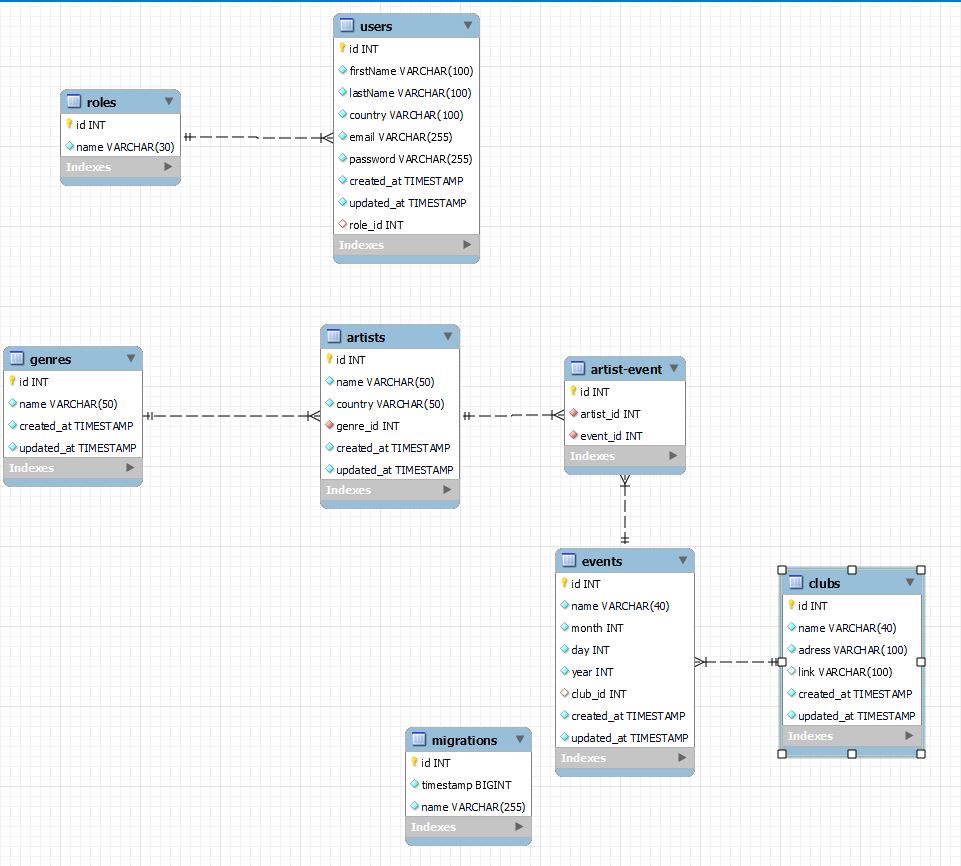 users
id INT
firstName VARCHAR(100)
lastName VARCHAR(100)
country VARCHAR(100)
email VARCHAR(255)
password VARCHAR(255)
created_at TIMESTAMP
updated_at TIMESTAMP
role_id INT
Indexes
roles
id INT
name VARCHAR(30)
Indexes
genres
id INT
name VARCHAR(50)
created_at TIMESTAMP
updated_at TIMESTAMP
Indexes
artists
id INT
name VARCHAR(50)
country VARCHAR(50)
genre_id INT
created_at TIMESTAMP
updated_at TIMESTAMP
Indexes
artist-event
id INT
artist_id INT
event_id INT
Indexes
events
id INT
name VARCHAR(40)
month INT
day INT
year INT
club_id INT
created_at TIMESTAMP
updated_at TIMESTAMP
Indexes
clubs
id INT
name VARCHAR(40)
adress VARCHAR(100)
link VARCHAR(100)
created_at TIMESTAMP
updated_at TIMESTAMP
Indexes
migrations
id INT
timestamp BIGINT
name VARCHAR(255)
Indexes